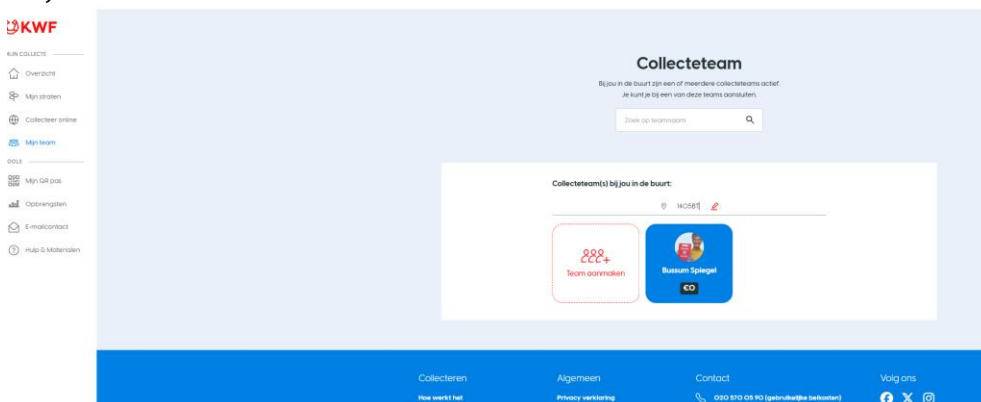 KWF
MIJN COLLECTE
Overzicht
Mijn straten
Collecteer online
Mijn team
TOOLS
Mijn QR pas
Opbrengsten
E-mailcontact
Hulp & Materialen
Collecteteam
Bij jou in de buurt zijn een of meerdere collecteteams actief.
Je kunt je bij een van deze teams aansluiten.
Zoek op teamnaam
Collecteteam(s) bij jou in de buurt:
1405BT
Team aanmaken
Bussum Spiegel
€0
Collecteren
Algemeen
Contact
Volg ons
Hoe werkt het
Privacy verklaring
020 570 05 90 (gebruikelijke belkosten)